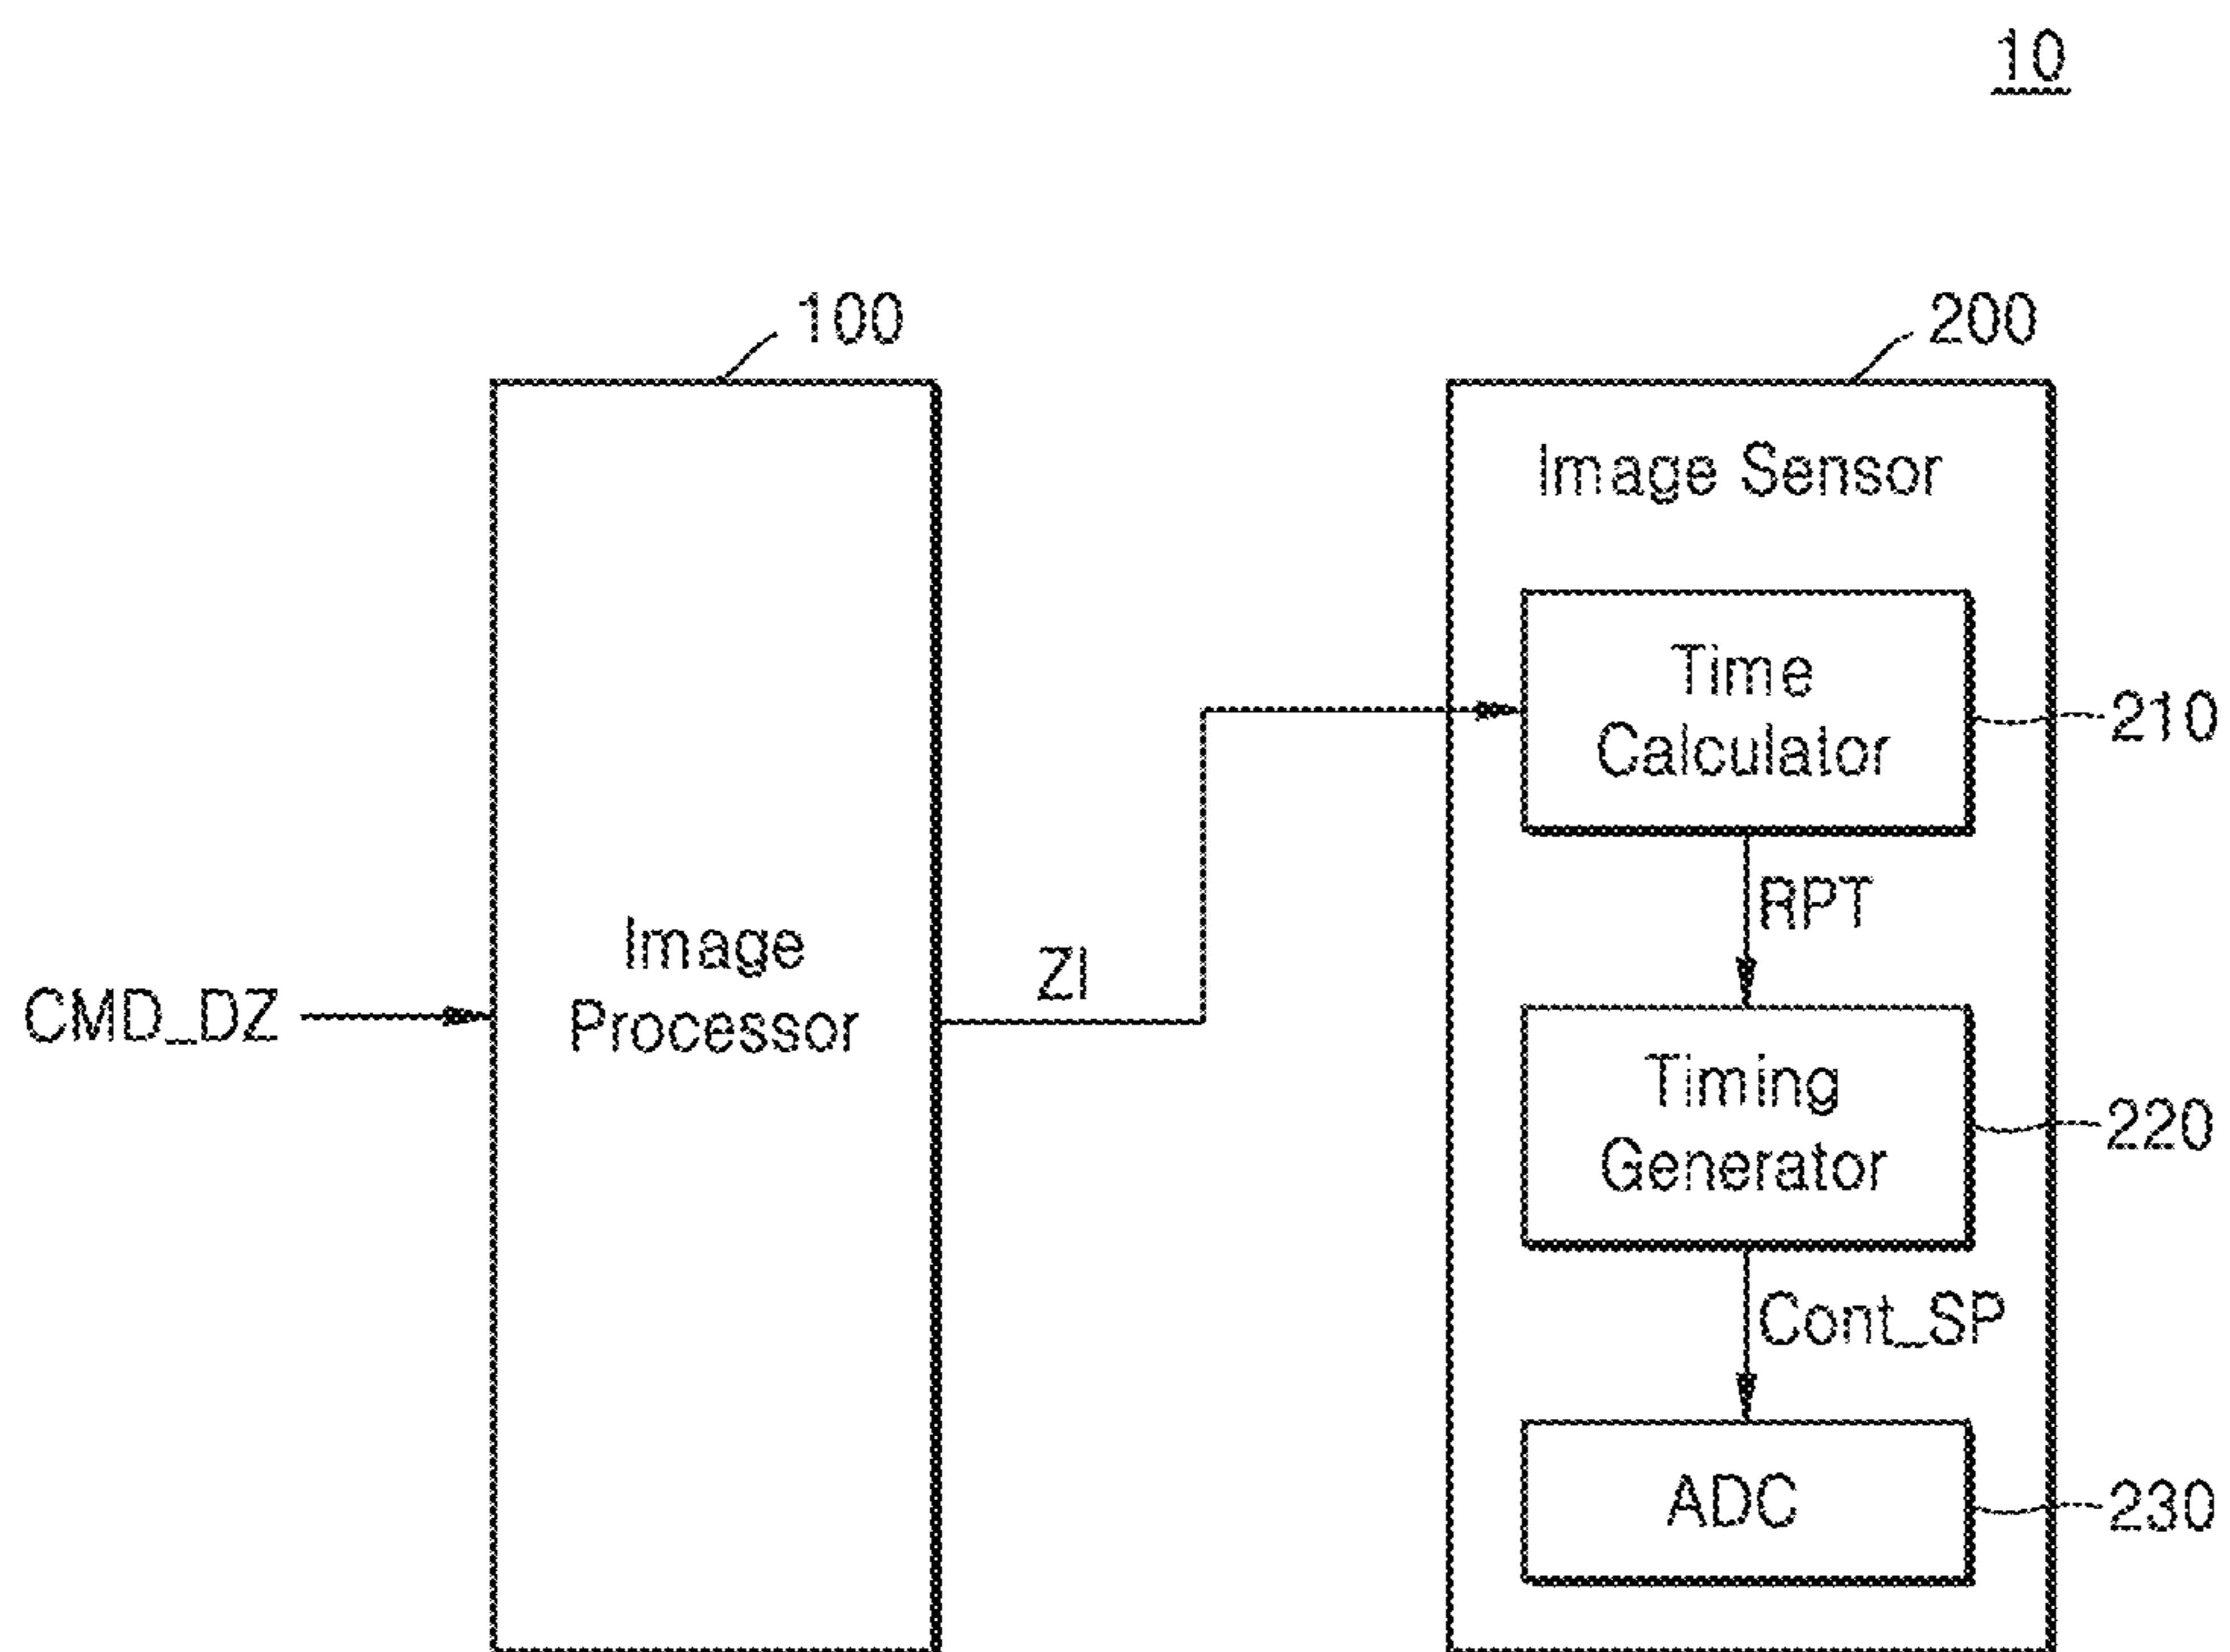 10
100
200
Image Sensor
Time
Calculator
210
RPT
Image
Processor
CMD_DZ
ZI
Timing
Generator
220
Cont_SP
ADC
230